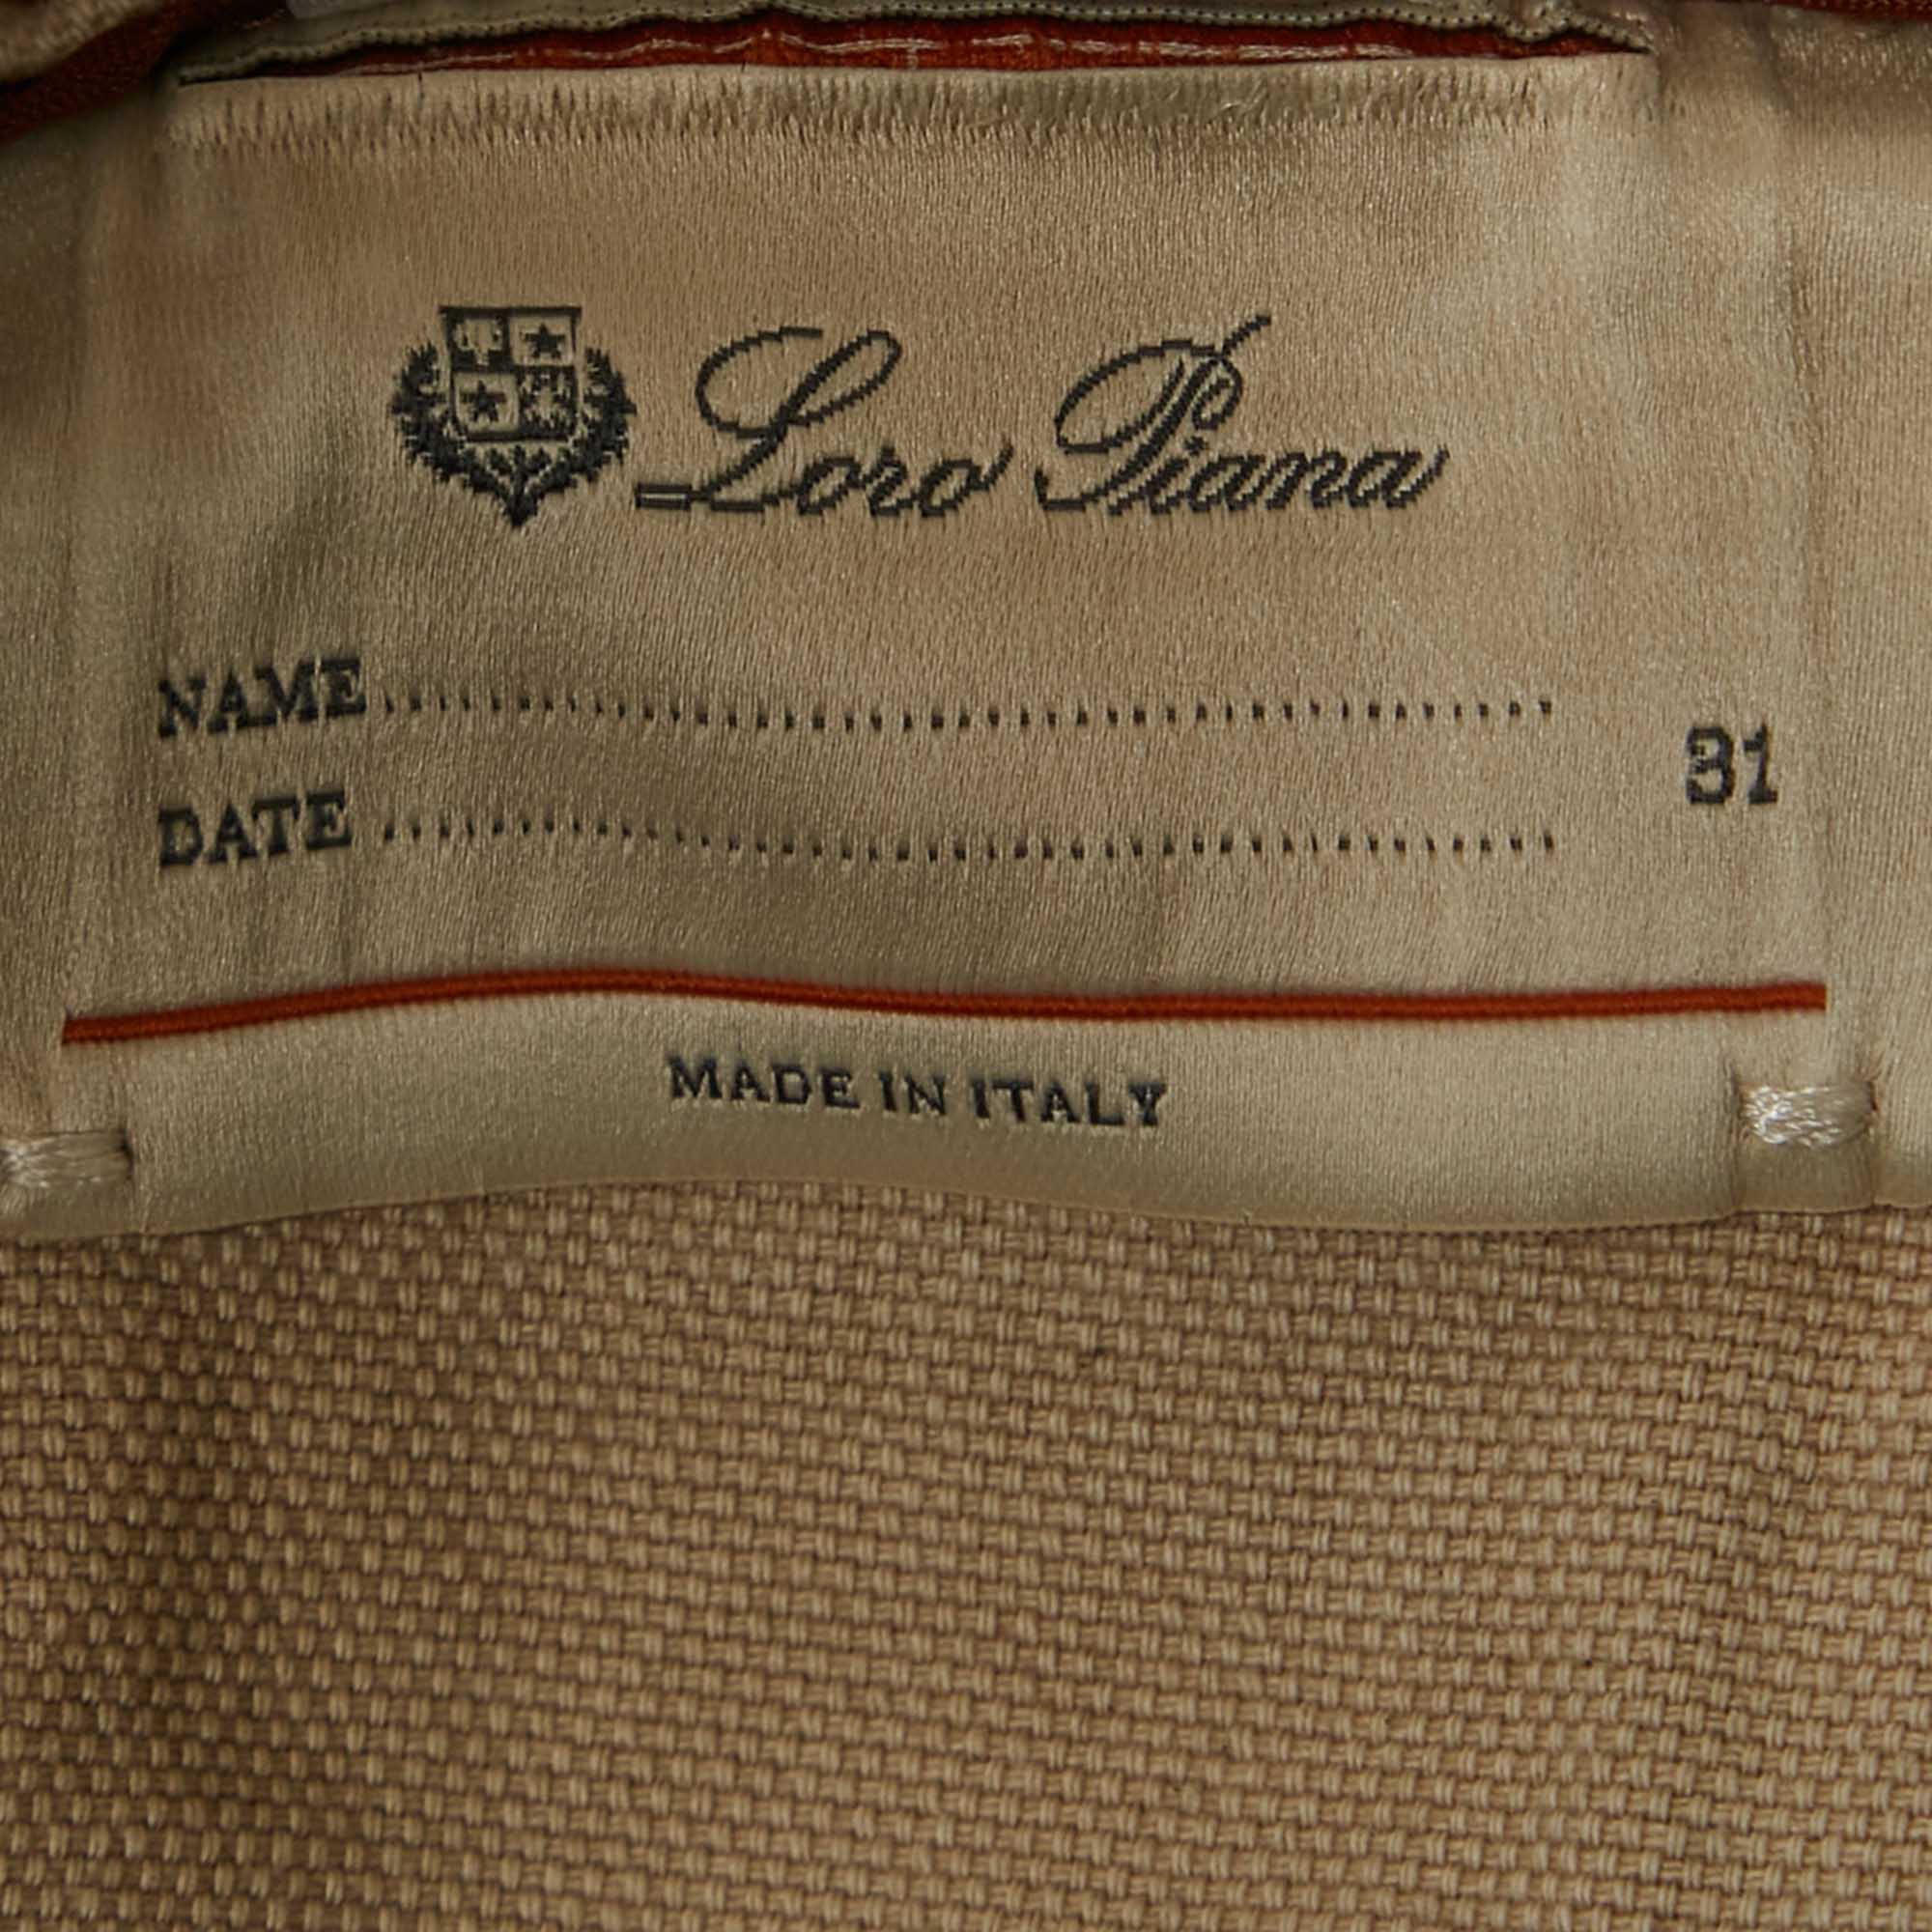 Loro Piana
NAME........................................
DATE ........................................
31
MADE IN ITALY